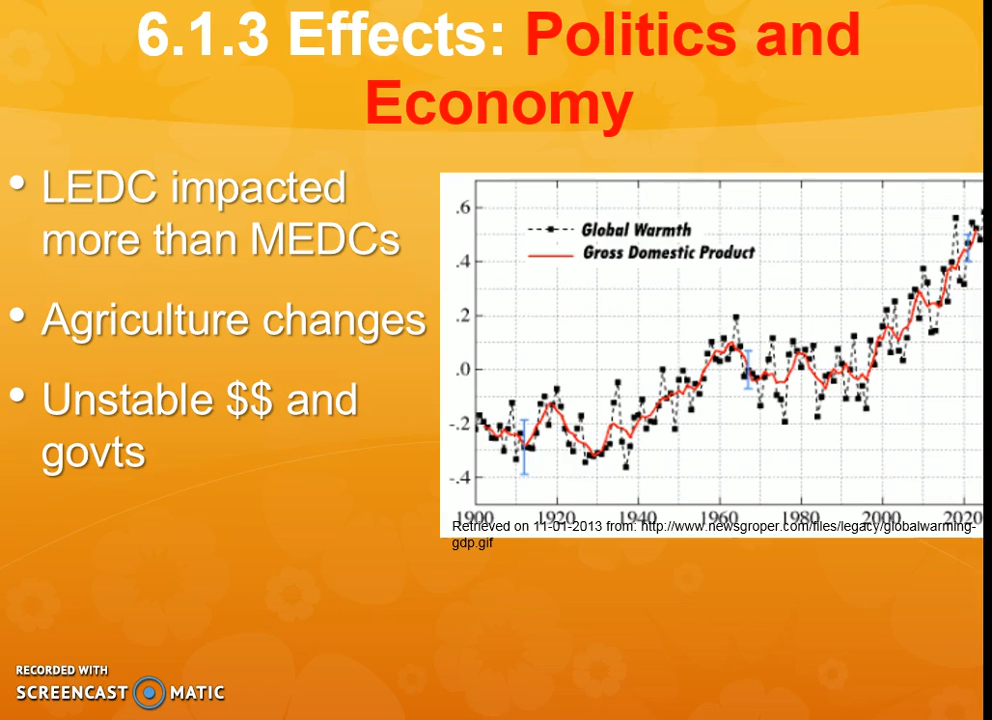 6.1.3 Effects: Politics and
Economy
• LEDC impacted
more than MEDCs
• Agriculture changes
• Unstable $$ and
govts
.6
.4
.2
.0
-.2
-.4
Global Warmth
Gross Domestic Product
1900 1920 1940 1960 1980 2000 2020
Retrieved on 11-01-2013 from: http://www.newsgroper.com/files/legacy/globalwarming-
gdp.gif
RECORDED WITH
SCREENCAST MATIC